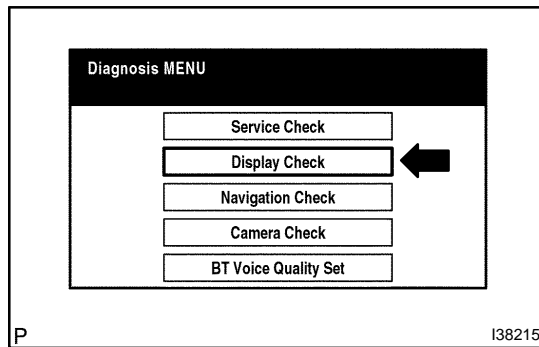 Diagnosis MENU
Service Check
Display Check
Navigation Check
Camera Check
BT Voice Quality Set
P
I38215